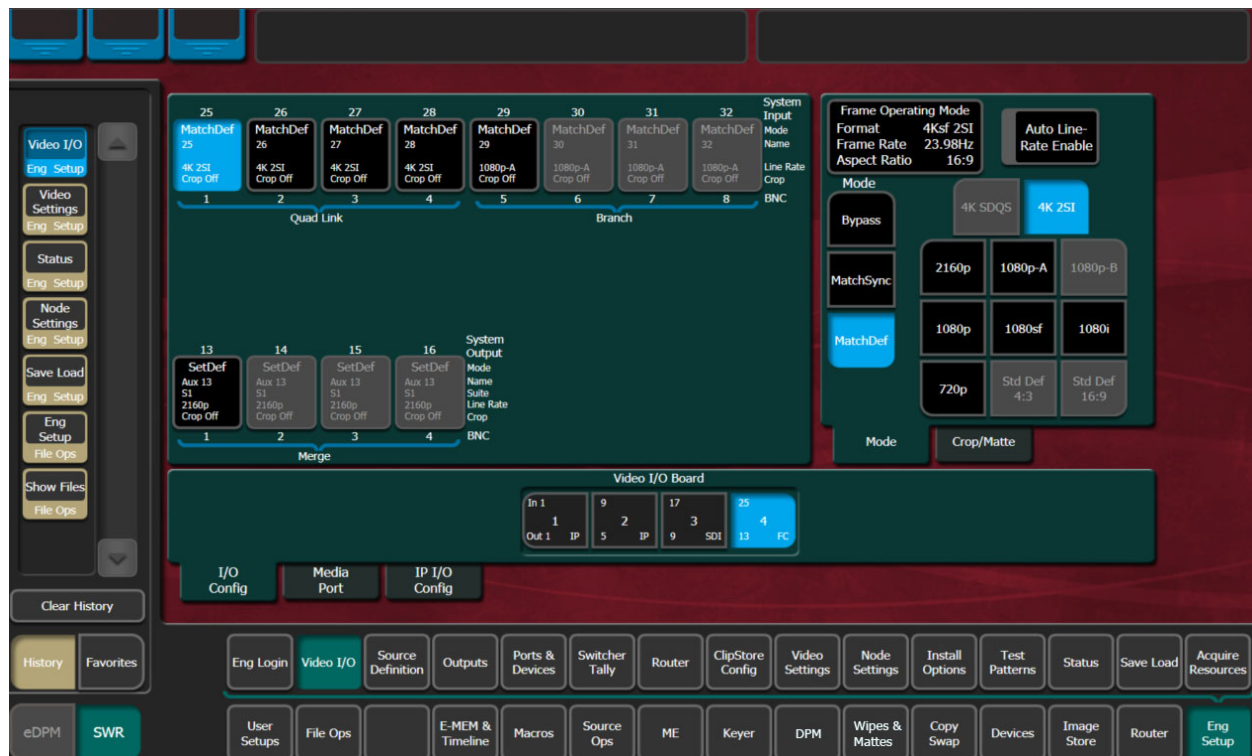 Video I/O
Eng Setup
Video Settings
Eng Setup
Status
Eng Setup
Node Settings
Eng Setup
Save Load
Eng Setup
Eng Setup
File Ops
Show Files
File Ops
Clear History
History Favorites
eDPM SWR
25 26 27 28 29 30 31 32 System Input
MatchDef MatchDef MatchDef MatchDef MatchDef MatchDef MatchDef MatchDef Mode
25 26 27 28 29 30 31 32 Name
4K 2SI 4K 2SI 4K 2SI 4K 2SI 1080p-A 1080p-A 1080p-A 1080p-A Line Rate
Crop Off Crop Off Crop Off Crop Off Crop Off Crop Off Crop Off Crop Off Crop
1 2 3 4 5 6 7 8 BNC
Quad Link Branch
13 14 15 16 System Output
SetDef SetDef SetDef SetDef Mode
Aux 13 Aux 13 Aux 13 Aux 13 Name
S1 S1 S1 S1 Suite
2160p 2160p 2160p 2160p Line Rate
Crop Off Crop Off Crop Off Crop Off Crop
1 2 3 4 BNC
Merge
Frame Operating Mode
Format 4Ksf 2SI
Frame Rate 23.98Hz
Aspect Ratio 16:9
Auto Line-
Rate Enable
Mode
Bypass
MatchSync
MatchDef
4K SDQS 4K 2SI
2160p 1080p-A 1080p-B
1080p 1080sf 1080i
720p Std Def 4:3 Std Def 16:9
Mode Crop/Matte
Video I/O Board
In 1 9 17 25
1 2 3 4
Out 1 IP 5 IP 9 SDI 13 FC
I/O Config Media Port IP I/O Config
Eng Login Video I/O Source Definition Outputs Ports & Devices Switcher Tally Router ClipStore Config Video Settings Node Settings Install Options Test Patterns Status Save Load Acquire Resources
User Setups File Ops E-MEM & Timeline Macros Source Ops ME Keyer DPM Wipes & Mattes Copy Swap Devices Image Store Router Eng Setup